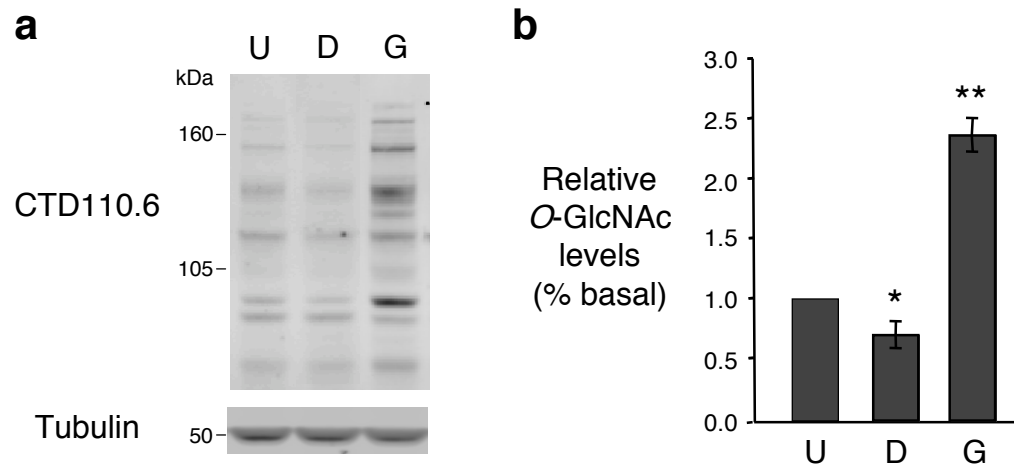 a
U D G
kDa
160
CTD110.6
105
Tubulin
50
b
Relative
O-GlcNAc
levels
(% basal)
3.0
2.5
2.0
1.5
1.0
0.5
0.0
*
**
U D G